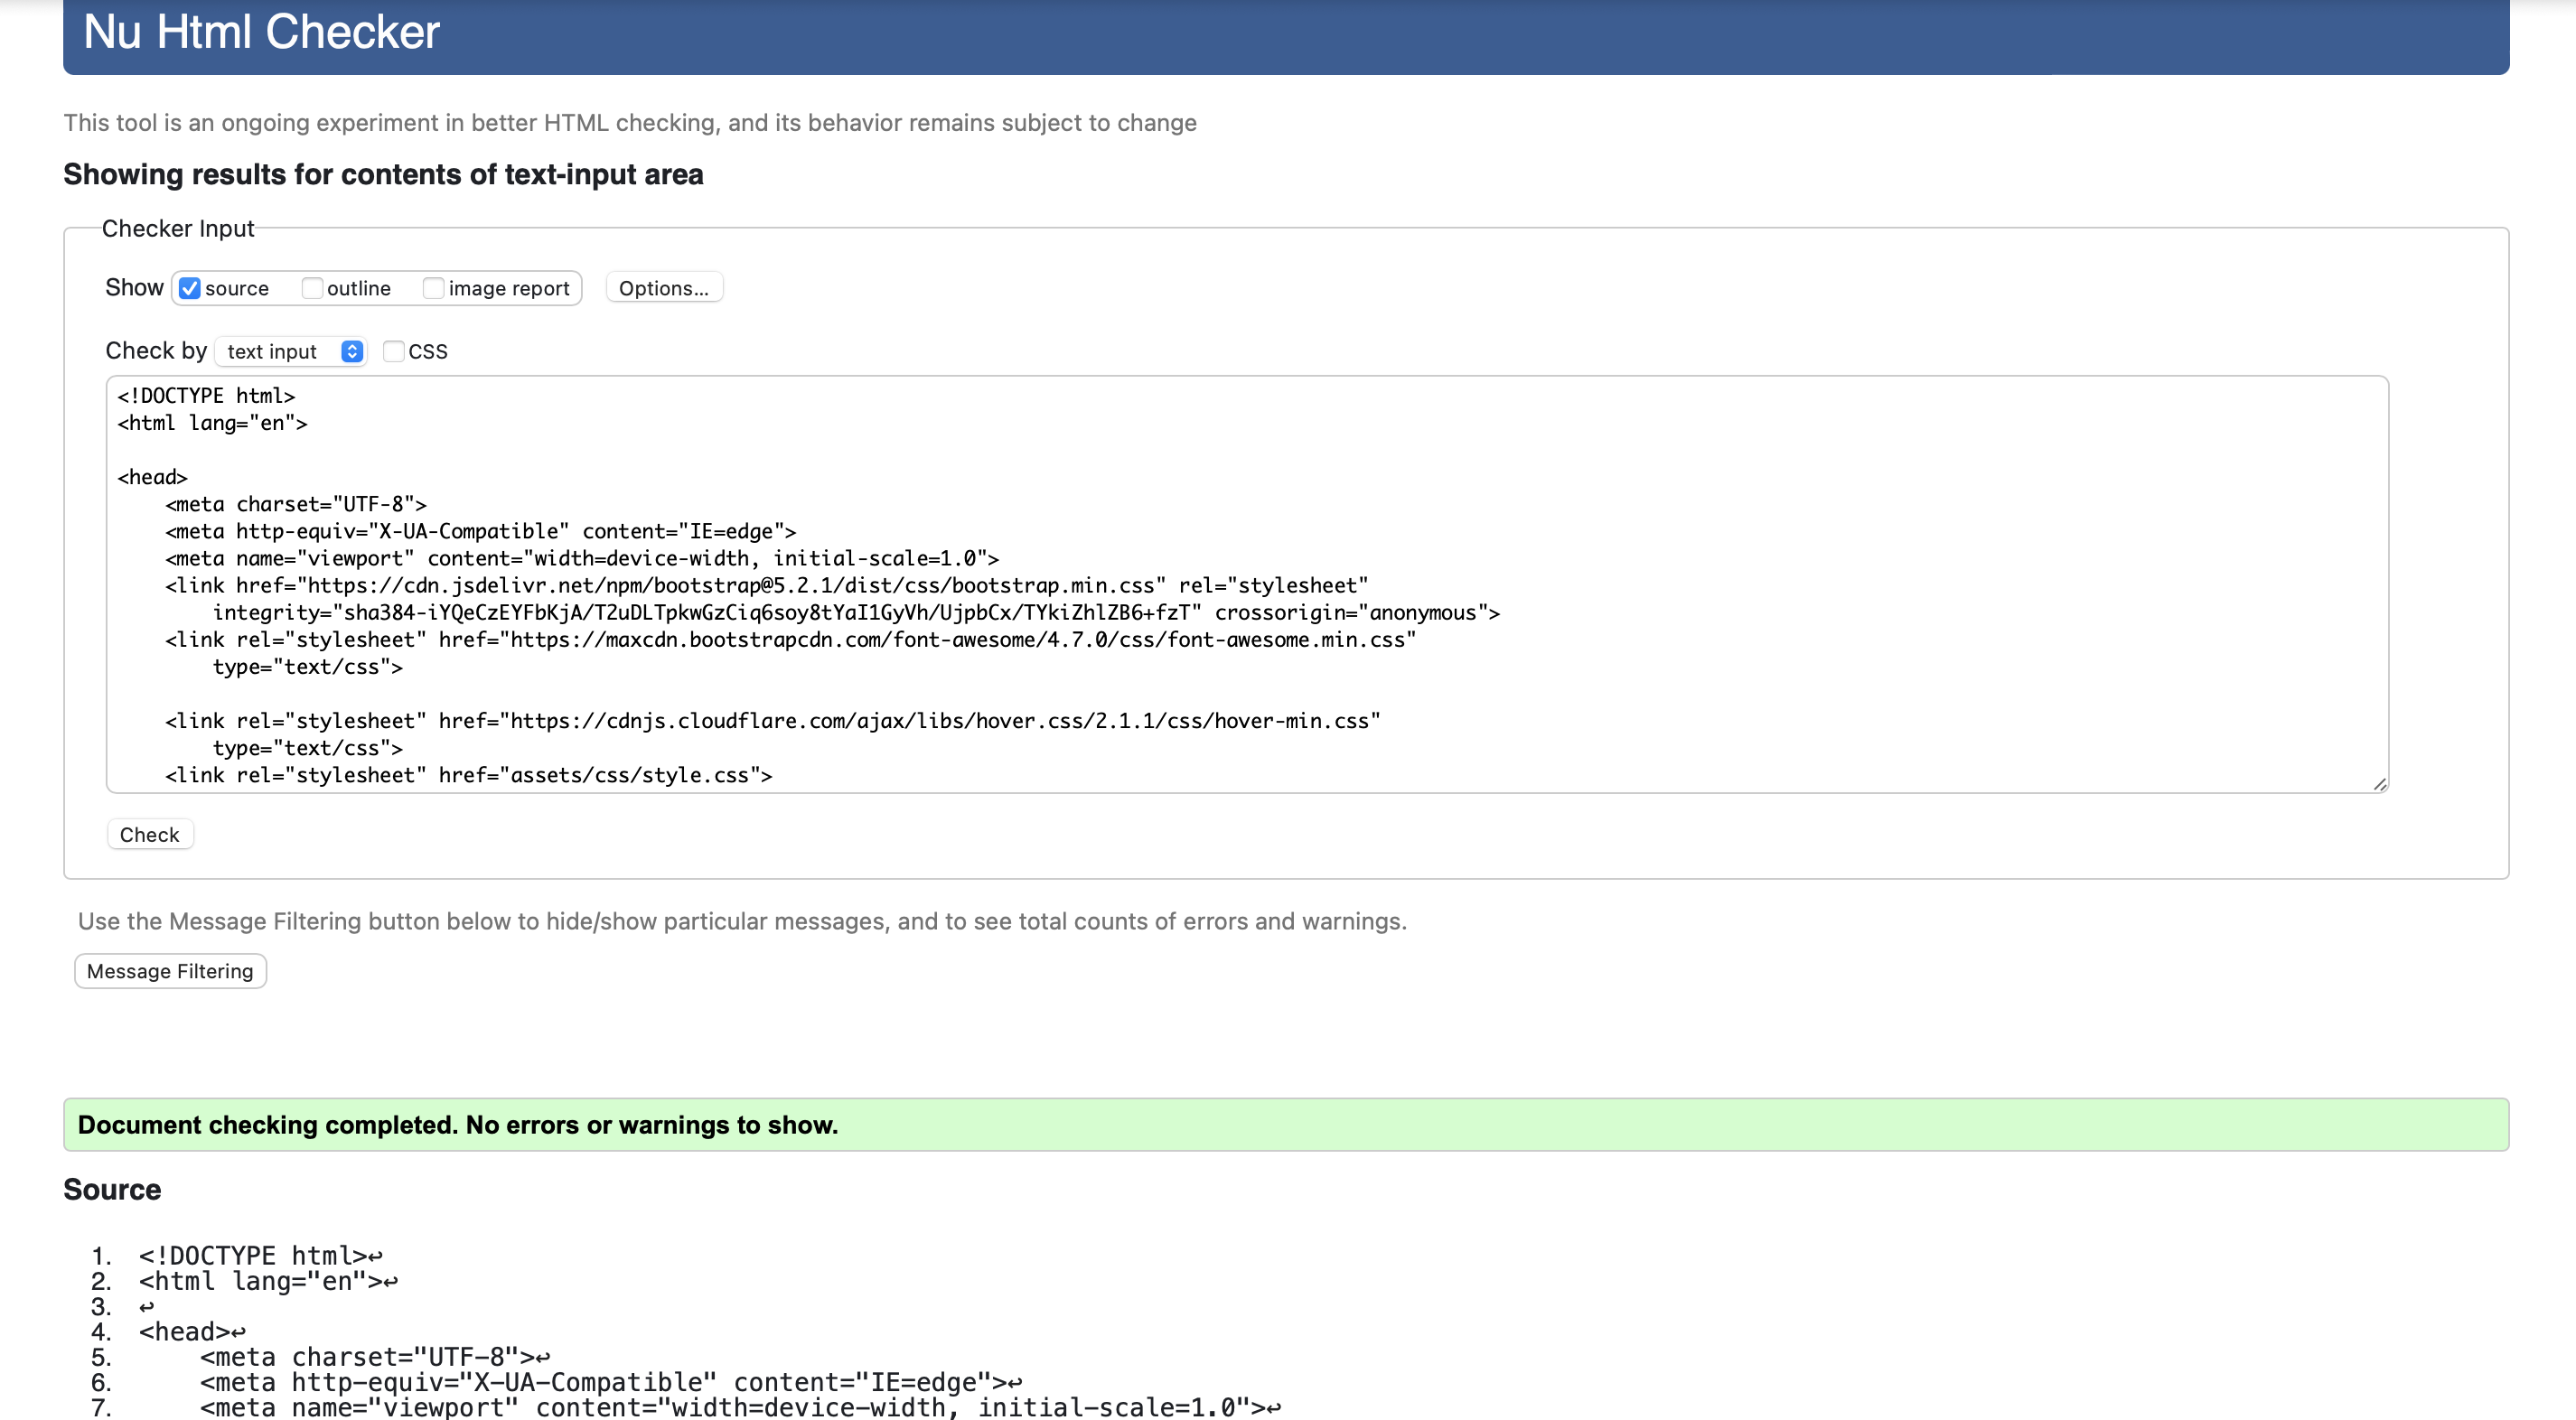 Nu Html Checker
This tool is an ongoing experiment in better HTML checking, and its behavior remains subject to change
Showing results for contents of text-input area
Checker Input
Show source outline image report Options...
Check by text input CSS
<!DOCTYPE html>
<html lang="en">
<head>
    <meta charset="UTF-8">
    <meta http-equiv="X-UA-Compatible" content="IE=edge">
    <meta name="viewport" content="width=device-width, initial-scale=1.0">
    <link href="https://cdn.jsdelivr.net/npm/bootstrap@5.2.1/dist/css/bootstrap.min.css" rel="stylesheet"
        integrity="sha384-iYQeCzEYFbKjA/T2uDLTpkwGzCiq6soy8tYaI1GyVh/UjpbCx/TYkiZhlZB6+fzT" crossorigin="anonymous">
    <link rel="stylesheet" href="https://maxcdn.bootstrapcdn.com/font-awesome/4.7.0/css/font-awesome.min.css"
        type="text/css">
    <link rel="stylesheet" href="https://cdnjs.cloudflare.com/ajax/libs/hover.css/2.1.1/css/hover-min.css"
        type="text/css">
    <link rel="stylesheet" href="assets/css/style.css">
Check
Use the Message Filtering button below to hide/show particular messages, and to see total counts of errors and warnings.
Message Filtering
Document checking completed. No errors or warnings to show.
Source
1. <!DOCTYPE html>↩
2. <html lang="en">↩
3. ↩
4. <head>↩
5.     <meta charset="UTF-8">↩
6.     <meta http-equiv="X-UA-Compatible" content="IE=edge">↩
7.     <meta name="viewport" content="width=device-width, initial-scale=1.0">↩